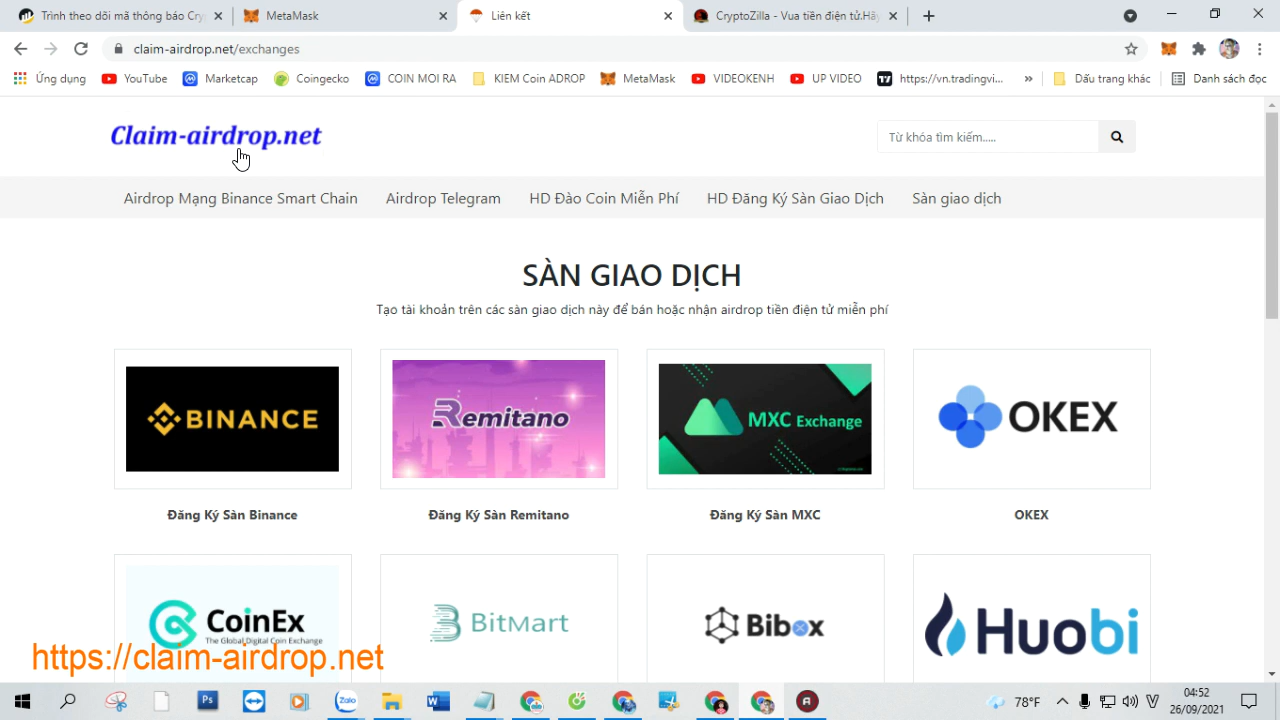 Trình theo dõi mã thông báo Cry
MetaMask
Liên kết
CryptoZilla - Vua tiền điện tử.Hãy
claim-airdrop.net/exchanges
Ứng dụng
YouTube
Marketcap
Coingecko
COIN MOI RA
KIEM Coin ADROP
MetaMask
VIDEOKENH
UP VIDEO
https://vn.tradingvi...
»
Dấu trang khác
Danh sách đọc
Claim-airdrop.net
Từ khóa tìm kiếm.....
Airdrop Mạng Binance Smart Chain
Airdrop Telegram
HD Đào Coin Miễn Phí
HD Đăng Ký Sàn Giao Dịch
Sàn giao dịch
SÀN GIAO DỊCH
Tạo tài khoản trên các sàn giao dịch này để bán hoặc nhận airdrop tiền điện tử miễn phí
BINANCE
Remitano
MXC Exchange
OKEX
Đăng Ký Sàn Binance
Đăng Ký Sàn Remitano
Đăng Ký Sàn MXC
OKEX
CoinEx
The Global Digital Coin Exchange
BitMart
Bibox
Huobi
https://claim-airdrop.net
Ps
Zalo
W
A
78°F
V
04:52
26/09/2021